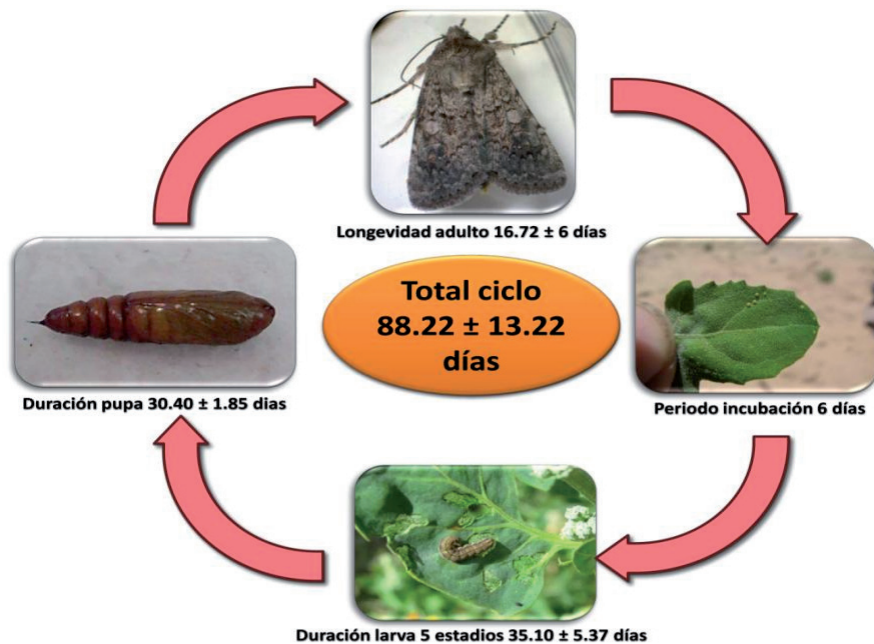 Longevidad adulto 16.72 ± 6 días
Total ciclo
88.22 ± 13.22
días
Periodo incubación 6 días
Duración larva 5 estadios 35.10 ± 5.37 días
Duración pupa 30.40 ± 1.85 dias